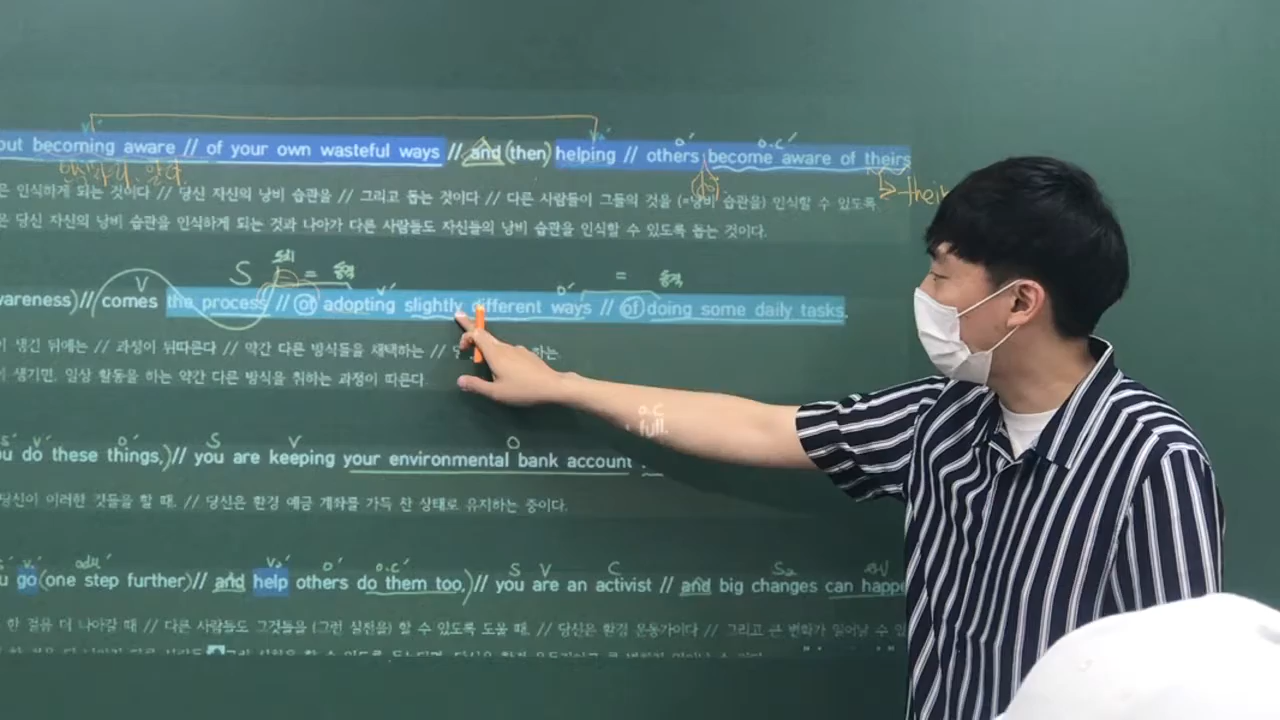 out becoming aware // of your own wasteful ways // and (then) helping // others become aware of theirs
O' O.C'
은 인식하게 되는 것이다 // 당신 자신의 낭비 습관을 // 그리고 돕는 것이다 // 다른 사람들이 그들의 것을 (=낭비 습관을) 인식할 수 있도록
은 당신 자신의 낭비 습관을 인식하게 되는 것과 나아가 다른 사람들도 자신들의 낭비 습관을 인식할 수 있도록 돕는 것이다.
V S = 동격 V' O' = 동격
wareness) // comes the process // of adopting slightly different ways // of doing some daily tasks.
이 생긴 뒤에는 // 과정이 뒤따른다 // 약간 다른 방식들을 채택하는 // 하는.
이 생기면, 일상 활동을 하는 약간 다른 방식을 취하는 과정이 따른다.
O.C
full.
S' V' O' S V O
u do these things,) // you are keeping your environmental bank account
당신이 이러한 것들을 할 때, // 당신은 환경 예금 계좌를 가득 찬 상태로 유지하는 중이다.
O' O.C' S V C
u go (one step further) // and help others do them too,) // you are an activist // and big changes can happe
한 걸음 더 나아갈 때 // 다른 사람들도 그것들을 (그런 실천을) 할 수 있도록 도울 때, // 당신은 환경 운동가이다 // 그리고 큰 변화가 일어날 수 있